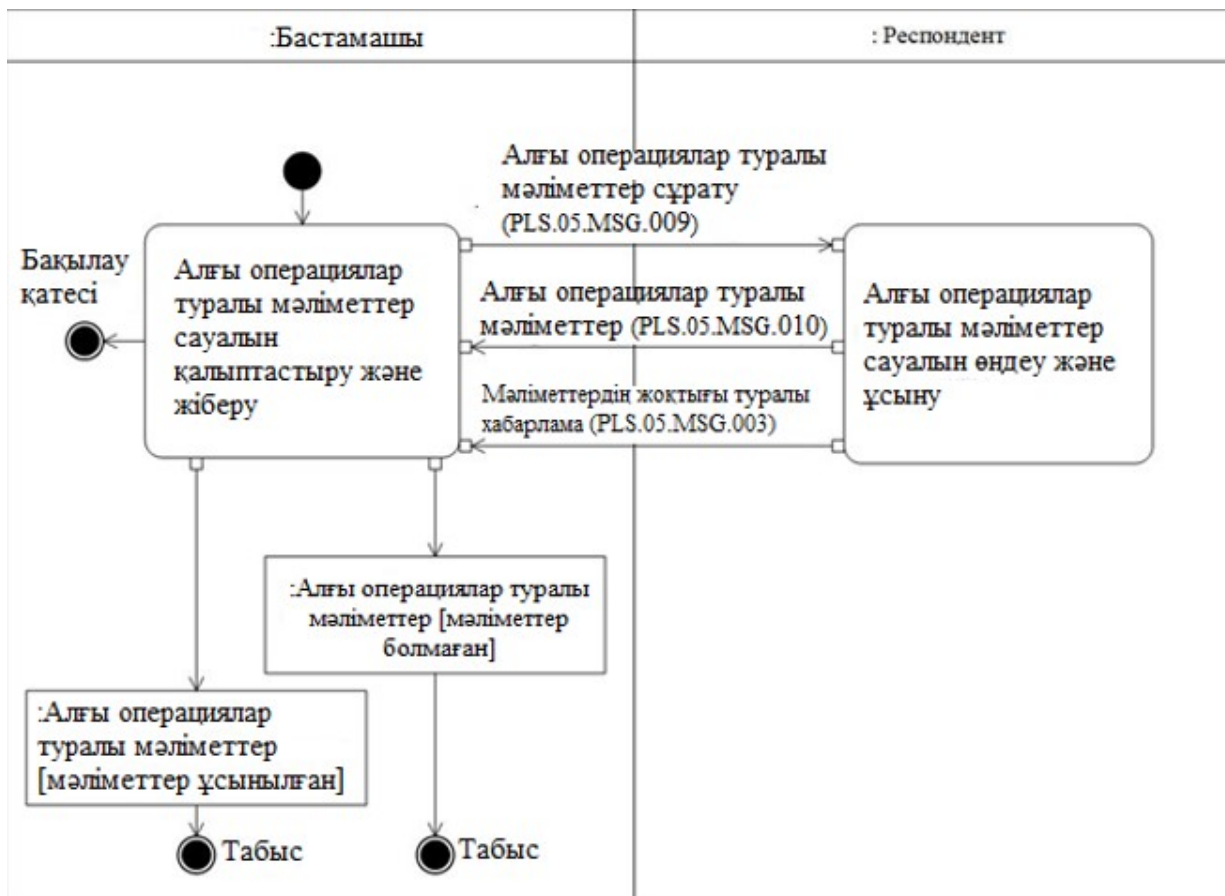 :Бастамашы
: Респондент
Алғы операциялар туралы
мәліметтер сұрату
(PLS.05.MSG.009)
Бақылау
қатесі
Алғы операциялар
туралы мәліметтер
сауалын
қалыптастыру және
жіберу
Алғы операциялар туралы
мәліметтер (PLS.05.MSG.010)
Мәліметтердің жоқтығы туралы
хабарлама (PLS.05.MSG.003)
Алғы операциялар
туралы мәліметтер
сауалын өңдеу және
ұсыну
:Алғы операциялар туралы
мәліметтер [мәліметтер
болмаған]
:Алғы операциялар
туралы мәліметтер
[мәліметтер ұсынылған]
Табыс
Табыс